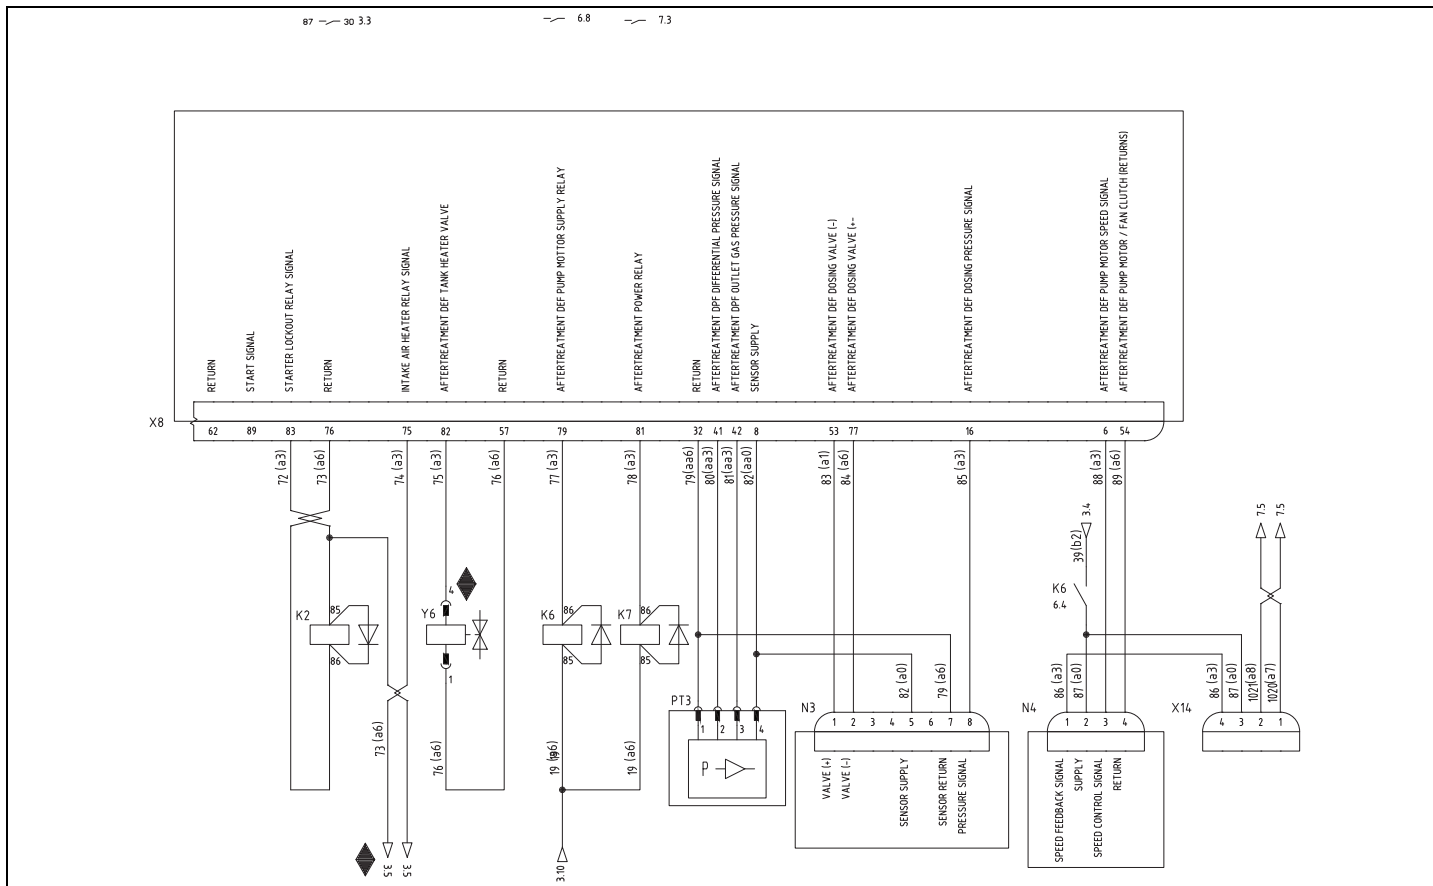 87 30 3.3
6.8
7.3
RETURN
START SIGNAL
STARTER LOCKOUT RELAY SIGNAL
RETURN
INTAKE AIR HEATER RELAY SIGNAL
AFTERTREATMENT DEF TANK HEATER VALVE
RETURN
AFTERTREATMENT DEF PUMP MOTTOR SUPPLY RELAY
AFTERTREATMENT POWER RELAY
RETURN
AFTERTREATMENT DPF DIFFERENTIAL PRESSURE SIGNAL
AFTERTREATMENT DPF OUTLET GAS PRESSURE SIGNAL
SENSOR SUPPLY
AFTERTREATMENT DEF DOSING VALVE (-)
AFTERTREATMENT DEF DOSING VALVE (+-
AFTERTREATMENT DEF DOSING PRESSURE SIGNAL
AFTERTREATMENT DEF PUMP MOTOR SPEED SIGNAL
AFTERTREATMENT DEF PUMP MOTOR / FAN CLUTCH (RETURNS)
X8
62 89 83 76 75 82 57 79 81 32 41 42 8 53 77 16 6 54
72 (a3)
73 (a6)
74 (a3)
75 (a3)
76 (a6)
77 (a3)
78 (a3)
79(aa6)
80(aa3)
81(aa3)
82(aa0)
83 (a1)
84 (a6)
85 (a3)
88 (a3)
89 (a6)
3.4
39(b2)
7.5
7.5
K6
6.4
K2
85
86
Y6
4
1
K6
86
85
K7
86
85
82 (a0)
79 (a6)
86 (a3)
87 (a0)
86 (a3)
87 (a0)
1021(a8)
1020(a7)
73 (a6)
76 (a6)
19 (a6)
19 (a6)
PT3
1 2 3 4
P
N3
1 2 3 4 5 6 7 8
VALVE (+)
VALVE (-)
SENSOR SUPPLY
SENSOR RETURN
PRESSURE SIGNAL
N4
1 2 3 4
SPEED FEEDBACK SIGNAL
SUPPLY
SPEED CONTROL SIGNAL
RETURN
X14
4 3 2 1
3.5
3.5
3.10